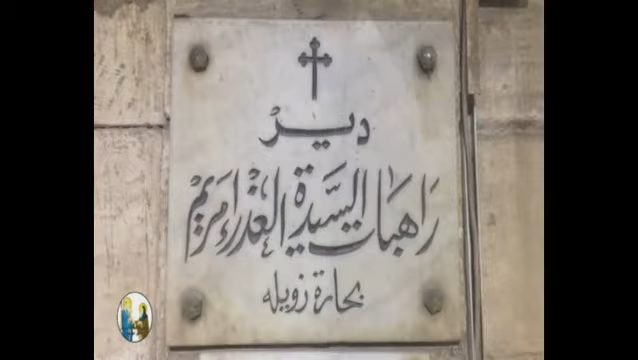 دير
راهبات السيدة العذراء مريم
بحارة زويله